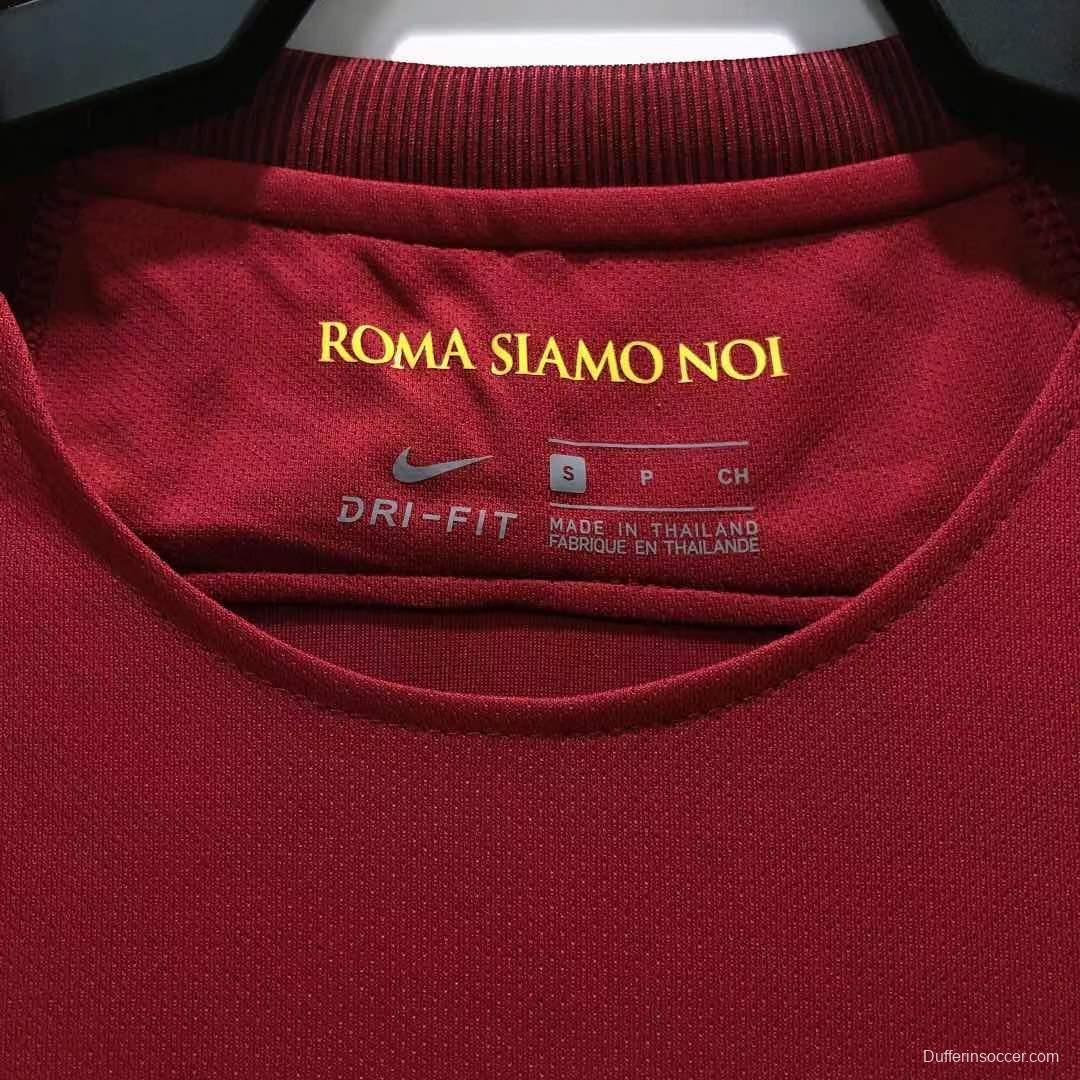 ROMA SIAMO NOI
DRI-FIT
S P CH
MADE IN THAILAND
FABRIQUE EN THAILANDE
Dufferinsoccer.com